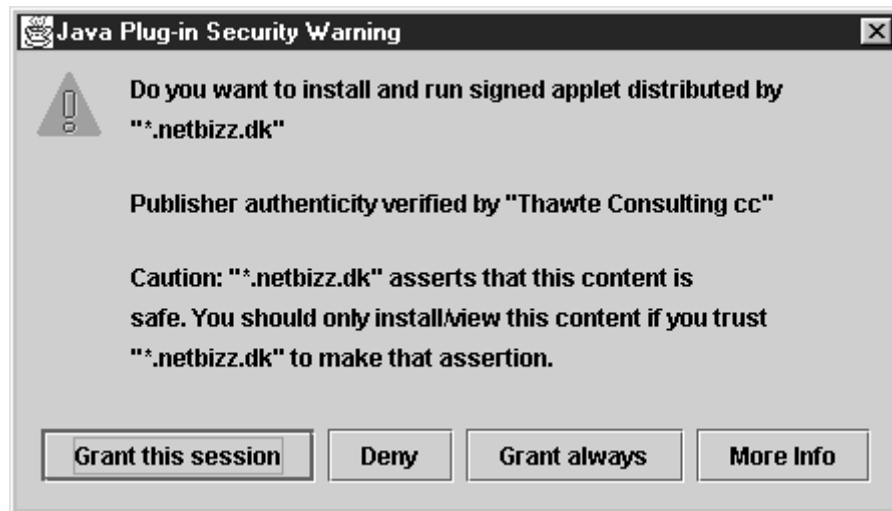 Java Plug-in Security Warning
Do you want to install and run signed applet distributed by
"*.netbizz.dk"
Publisher authenticity verified by "Thawte Consulting cc"
Caution: "*.netbizz.dk" asserts that this content is
safe. You should only install/view this content if you trust
"*.netbizz.dk" to make that assertion.
Grant this session Deny Grant always More Info